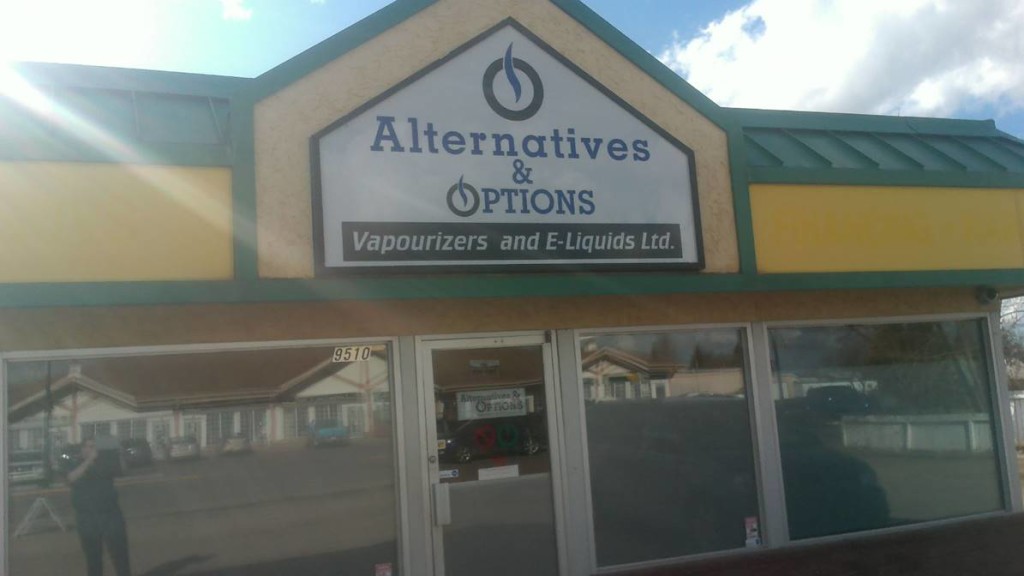 Alternatives
&
OPTIONS
Vapourizers and E-Liquids Ltd.
9510
Alternatives &
OPTIONS